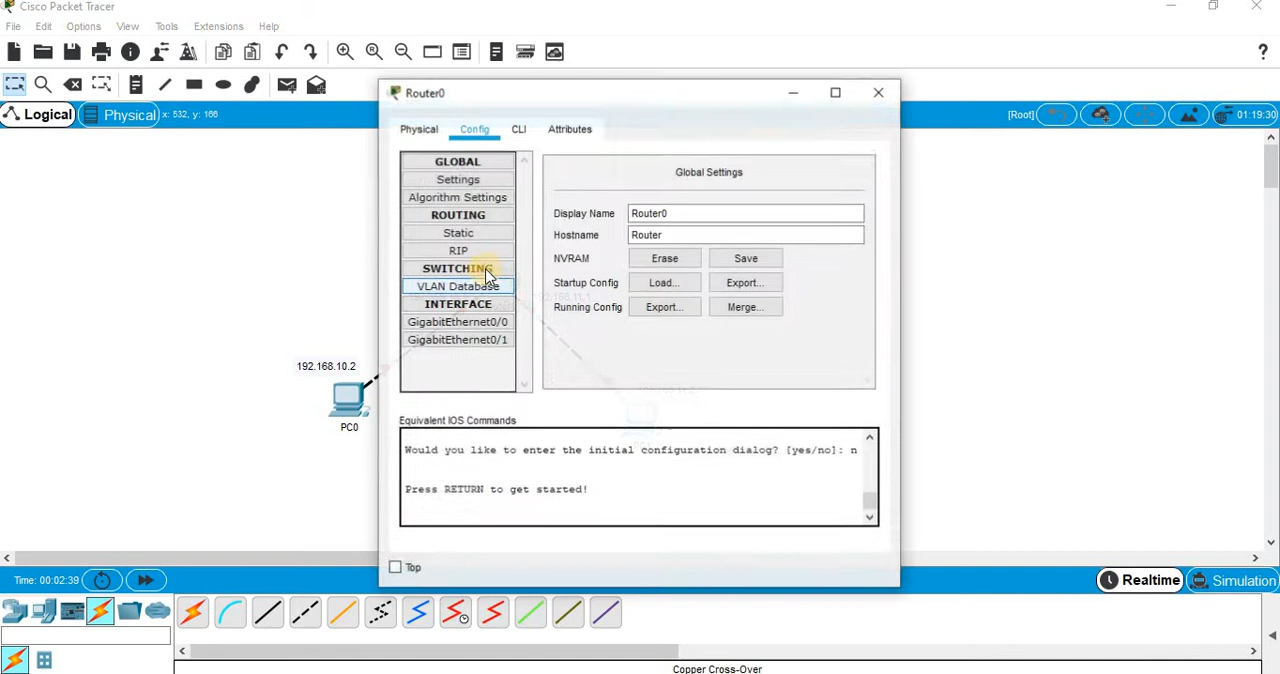 Cisco Packet Tracer
File Edit Options View Tools Extensions Help
?
Logical Physical x: 532, y: 166 [Root] 01:19:30
Router0
Physical Config CLI Attributes
GLOBAL
Settings
Algorithm Settings
ROUTING
Static
RIP
SWITCHING
VLAN Database
INTERFACE
GigabitEthernet0/0
GigabitEthernet0/1
Global Settings
Display Name Router0
Hostname Router
NVRAM Erase Save
Startup Config Load... Export...
Running Config Export... Merge...
192.168.10.2
PC0
Equivalent IOS Commands
Would you like to enter the initial configuration dialog? [yes/no]: n
Press RETURN to get started!
Top
Time: 00:02:39 Realtime Simulation
Copper Cross-Over